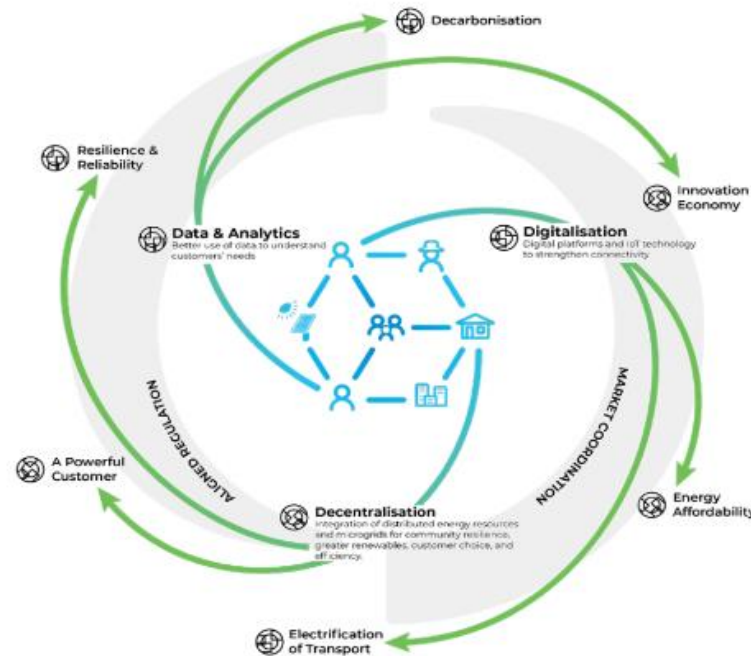 Decarbonisation
Resilience &
Reliability
Innovation
Economy
Data & Analytics
Better use of data to understand
customers' needs
Digitalisation
Digital platforms and IoT technology
to strengthen connectivity
ALIGNED REGULATION
MARKET COORDINATION
A Powerful
Customer
Decentralisation
Integration of distributed energy resources
and microgrids for community resilience,
greater renewables, customer choice, and
efficiency.
Energy
Affordability
Electrification
of Transport